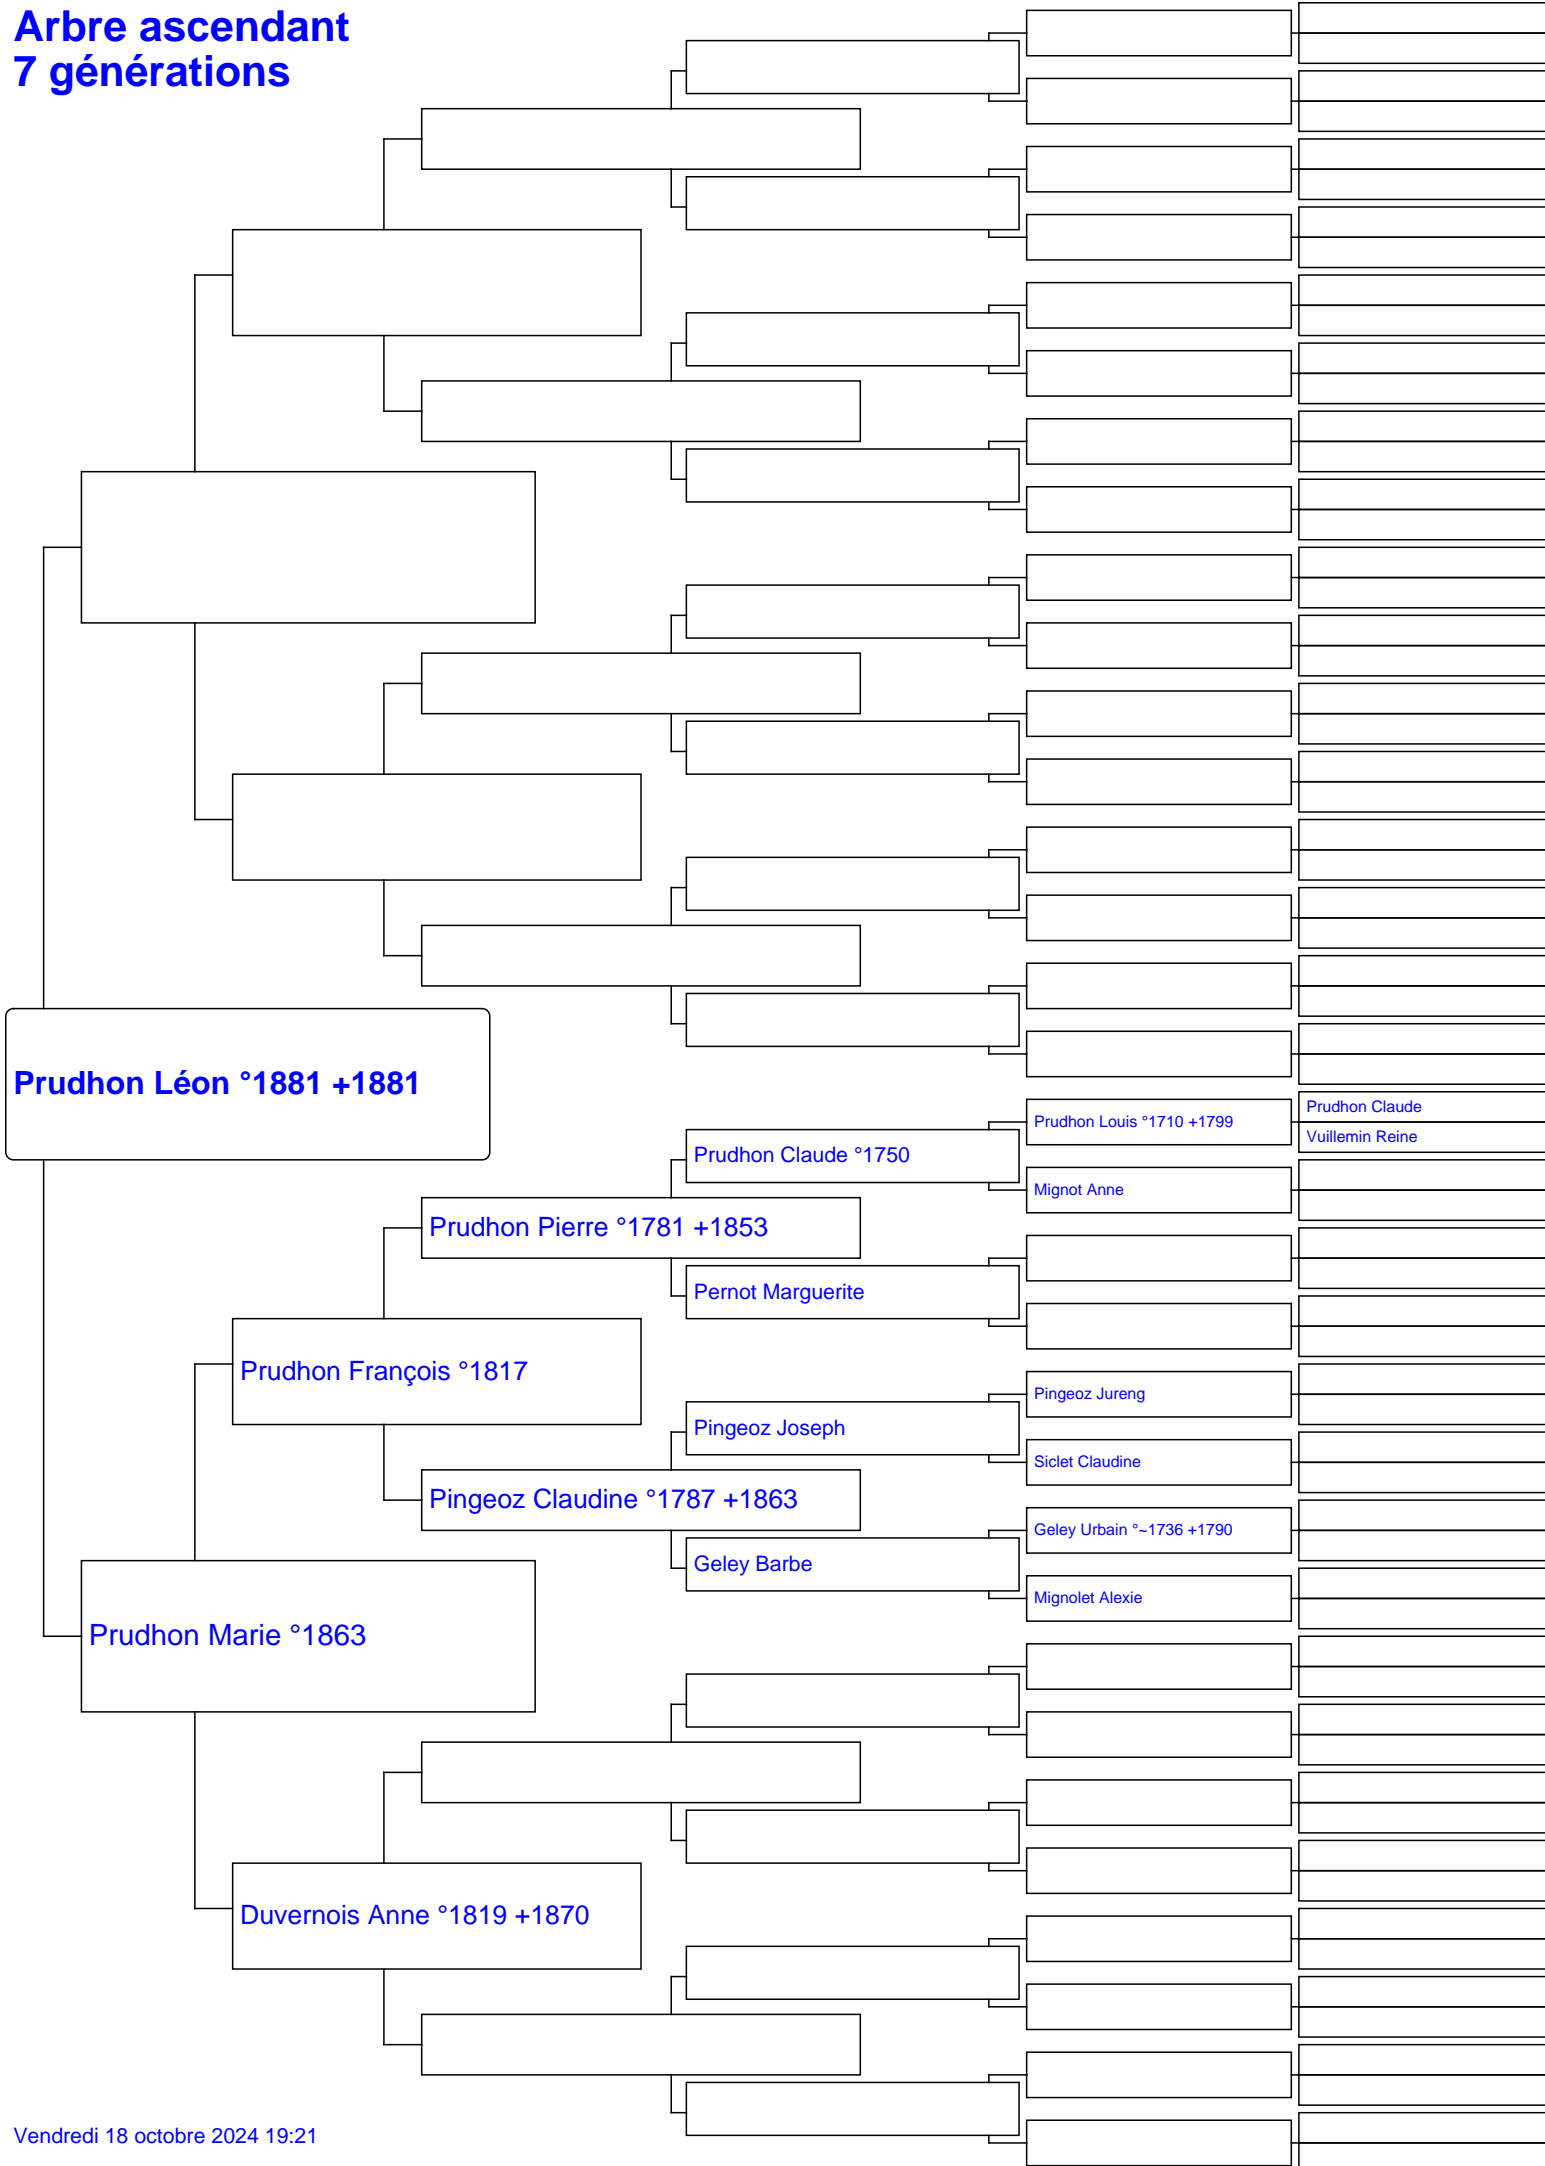 Arbre ascendant
7 générations
Prudhon Léon °1881 +1881
Prudhon Claude
Prudhon Louis °1710 +1799
Vuillemin Reine
Prudhon Claude °1750
Mignot Anne
Prudhon Pierre °1781 +1853
Pernot Marguerite
Prudhon François °1817
Pingeoz Jureng
Pingeoz Joseph
Siclet Claudine
Pingeoz Claudine °1787 +1863
Geley Urbain °~1736 +1790
Geley Barbe
Mignolet Alexie
Prudhon Marie °1863
Duvernois Anne °1819 +1870
Vendredi 18 octobre 2024 19:21